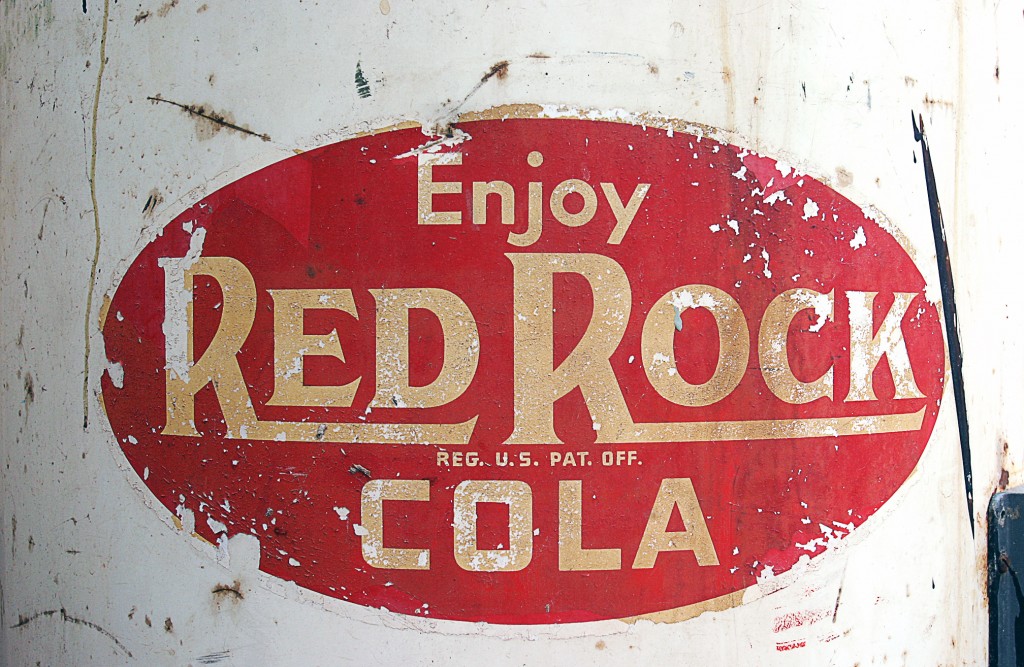 Enjoy
RED ROCK
REG. U.S. PAT. OFF.
COLA